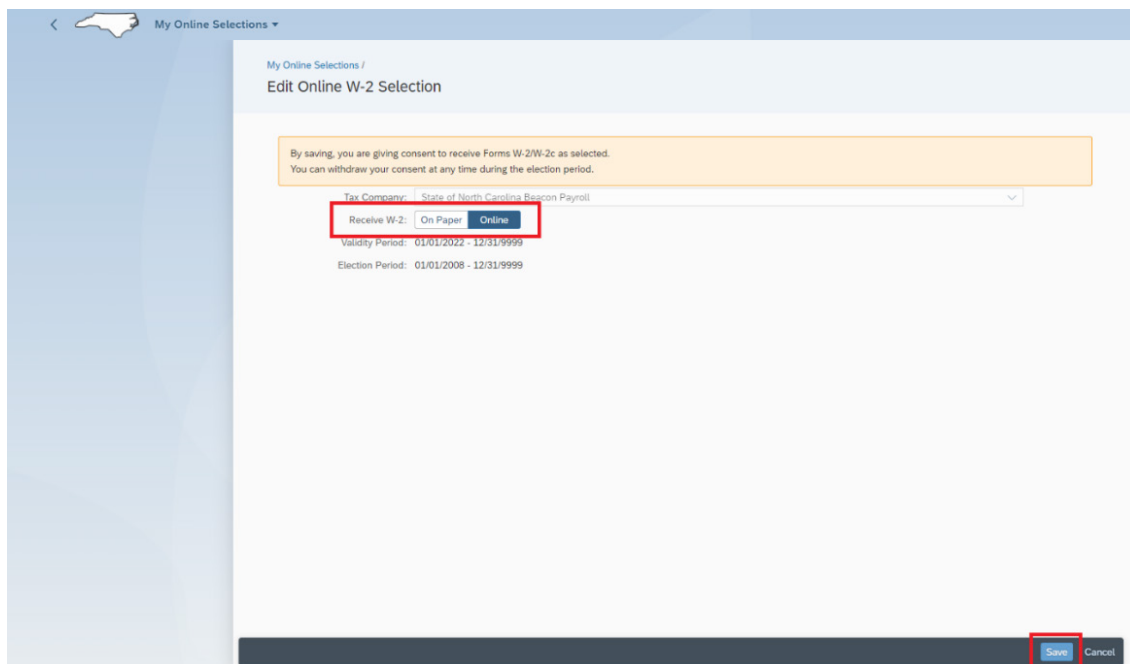 My Online Selections
My Online Selections /
Edit Online W-2 Selection
By saving, you are giving consent to receive Forms W-2/W-2c as selected.
You can withdraw your consent at any time during the election period.
Tax Company: State of North Carolina Beacon Payroll
Receive W-2: On Paper Online
Validity Period: 01/01/2022 - 12/31/9999
Election Period: 01/01/2008 - 12/31/9999
Save Cancel